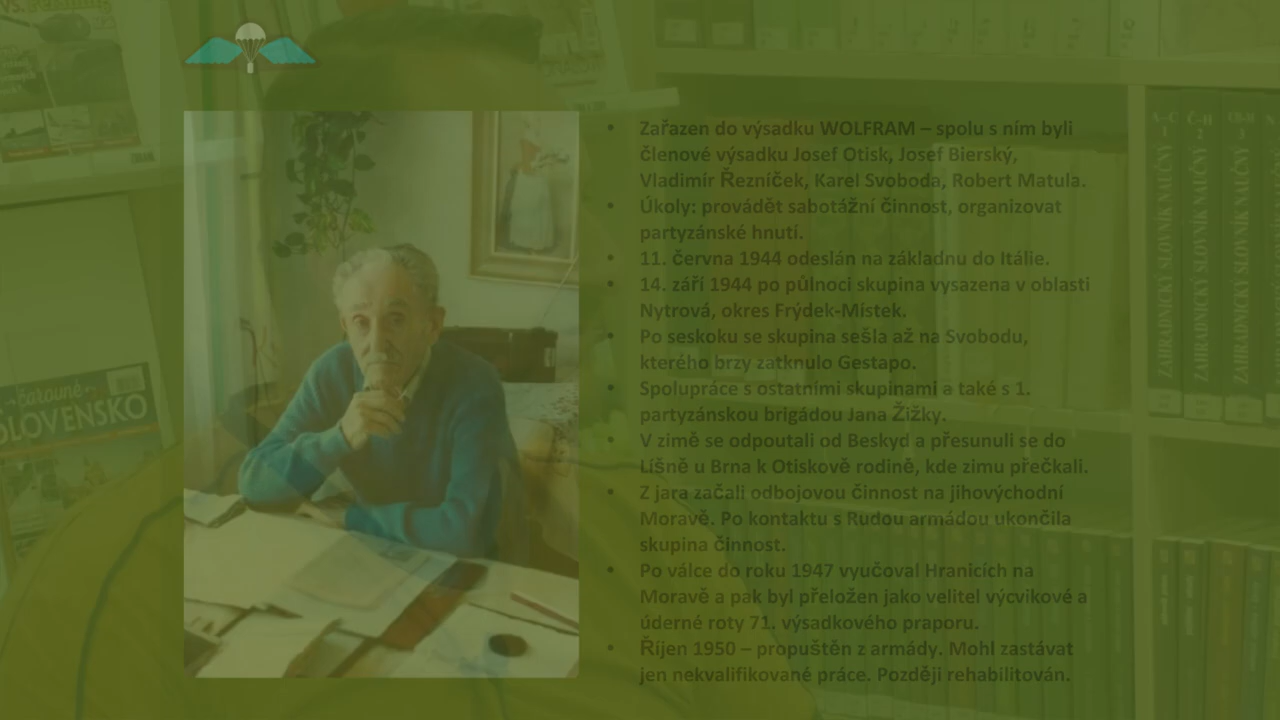 • Zařazen do výsadku WOLFRAM – spolu s ním byli
členové výsadku Josef Otisk, Josef Bierský,
Vladimír Řezníček, Karel Svoboda, Robert Matula.
• Úkoly: provádět sabotážní činnost, organizovat
partyzánské hnutí.
• 11. června 1944 odeslán na základnu do Itálie.
• 14. září 1944 po půlnoci skupina vysazena v oblasti
Nytrová, okres Frýdek-Místek.
• Po seskoku se skupina sešla až na Svobodu,
kterého brzy zatknulo Gestapo.
• Spolupráce s ostatními skupinami a také s 1.
partyzánskou brigádou Jana Žižky.
• V zimě se odpoutali od Beskyd a přesunuli se do
Líšně u Brna k Otiskově rodině, kde zimu přečkali.
• Z jara začali odbojovou činnost na jihovýchodní
Moravě. Po kontaktu s Rudou armádou ukončila
skupina činnost.
• Po válce do roku 1947 vyučoval Hranicích na
Moravě a pak byl přeložen jako velitel výcvikové a
úderné roty 71. výsadkového praporu.
• Říjen 1950 – propuštěn z armády. Mohl zastávat
jen nekvalifikované práce. Později rehabilitován.
čarovné
SLOVENSKO
A–C
1
ZAHRADNICKÝ SLOVNÍK NAUČNÝ
Č–H
2
ZAHRADNICKÝ SLOVNÍK NAUČNÝ
3
ZAHRADNICKÝ SLOVNÍK NAUČNÝ